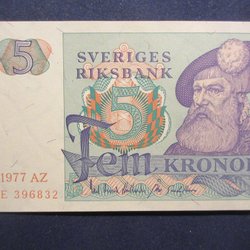 5
SVERIGES
RIKSBANK
5
1977 AZ
Fem KRONOR
E 396832